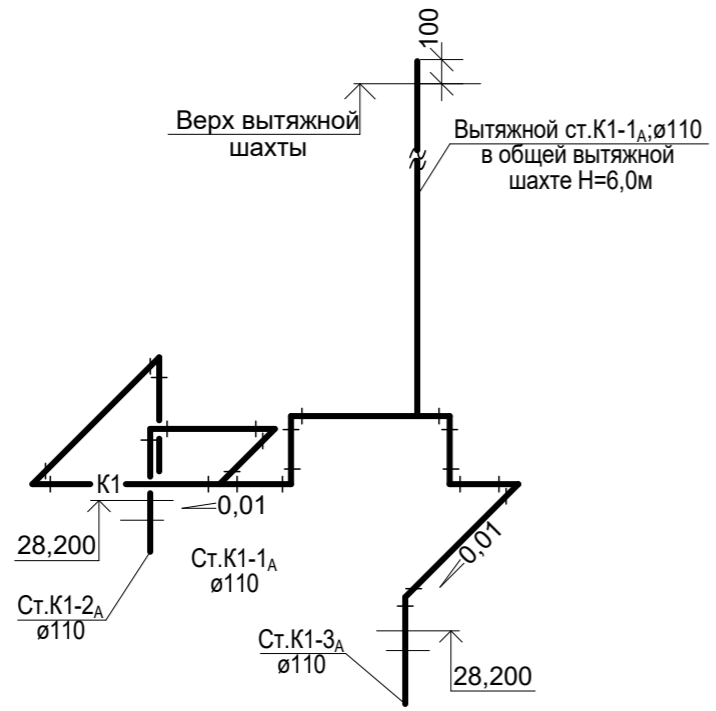 100
Верх вытяжной
шахты
Вытяжной ст.К1-1А;ø110
в общей вытяжной
шахте Н=6,0м
К1
0,01
28,200
Ст.К1-1А
ø110
0,01
Ст.К1-2А
ø110
Ст.К1-3А
ø110
28,200